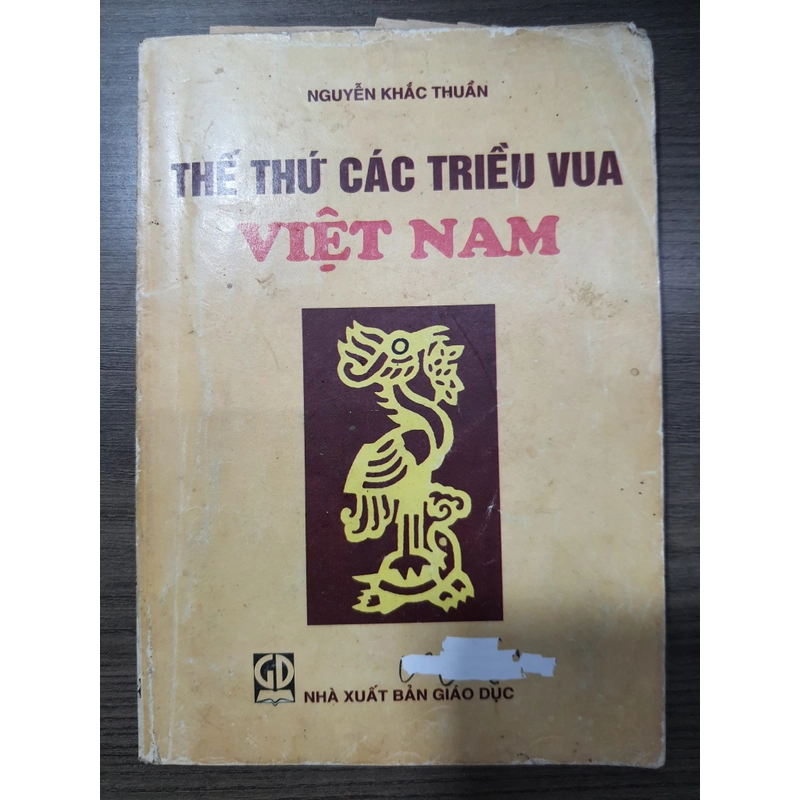 NGUYỄN KHẮC THUẦN
THẾ THỨ CÁC TRIỀU VUA
VIỆT NAM
GD
NHÀ XUẤT BẢN GIÁO DỤC